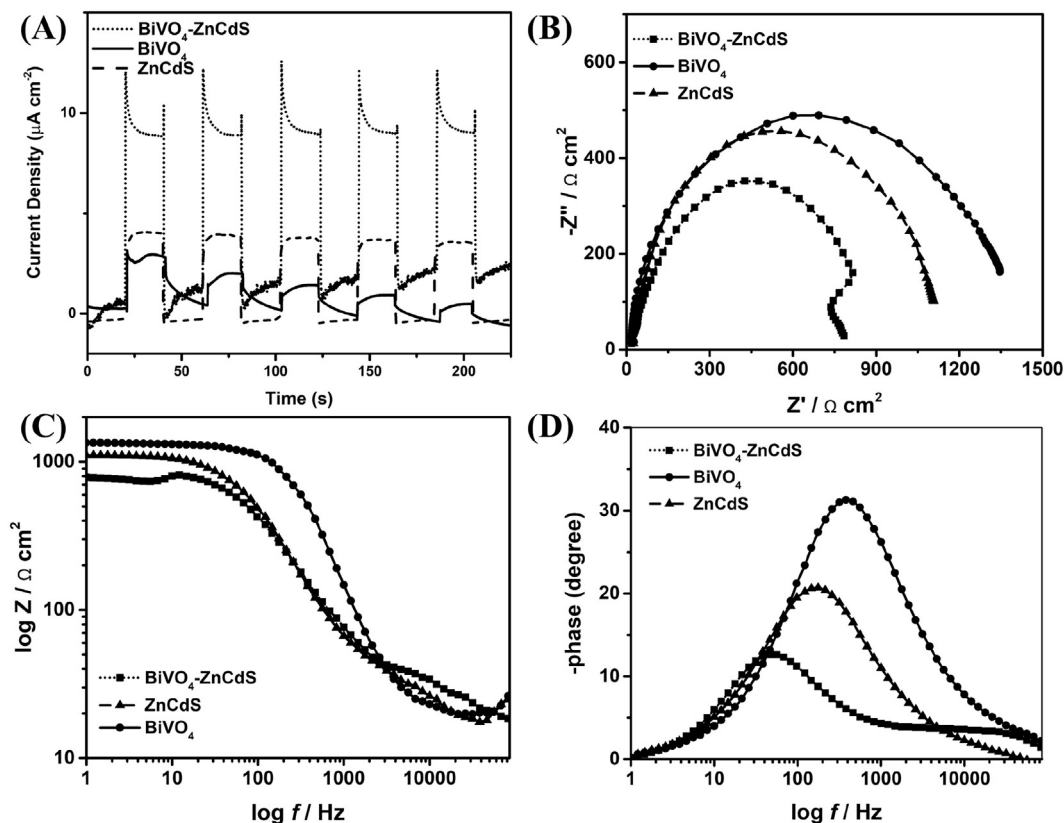 (A)
BiVO₄-ZnCdS
BiVO₄
ZnCdS
Current Density (μA cm⁻²)
10
0
0 50 100 150 200
Time (s)
(B)
BiVO₄-ZnCdS
BiVO₄
ZnCdS
-Z'' / Ω cm²
600
400
200
0
0 300 600 900 1200 1500
Z' / Ω cm²
(C)
log Z / Ω cm²
1000
100
10
BiVO₄-ZnCdS
ZnCdS
BiVO₄
1 10 100 1000 10000
log f / Hz
(D)
BiVO₄-ZnCdS
BiVO₄
ZnCdS
-phase (degree)
40
30
20
10
0
1 10 100 1000 10000
log f / Hz